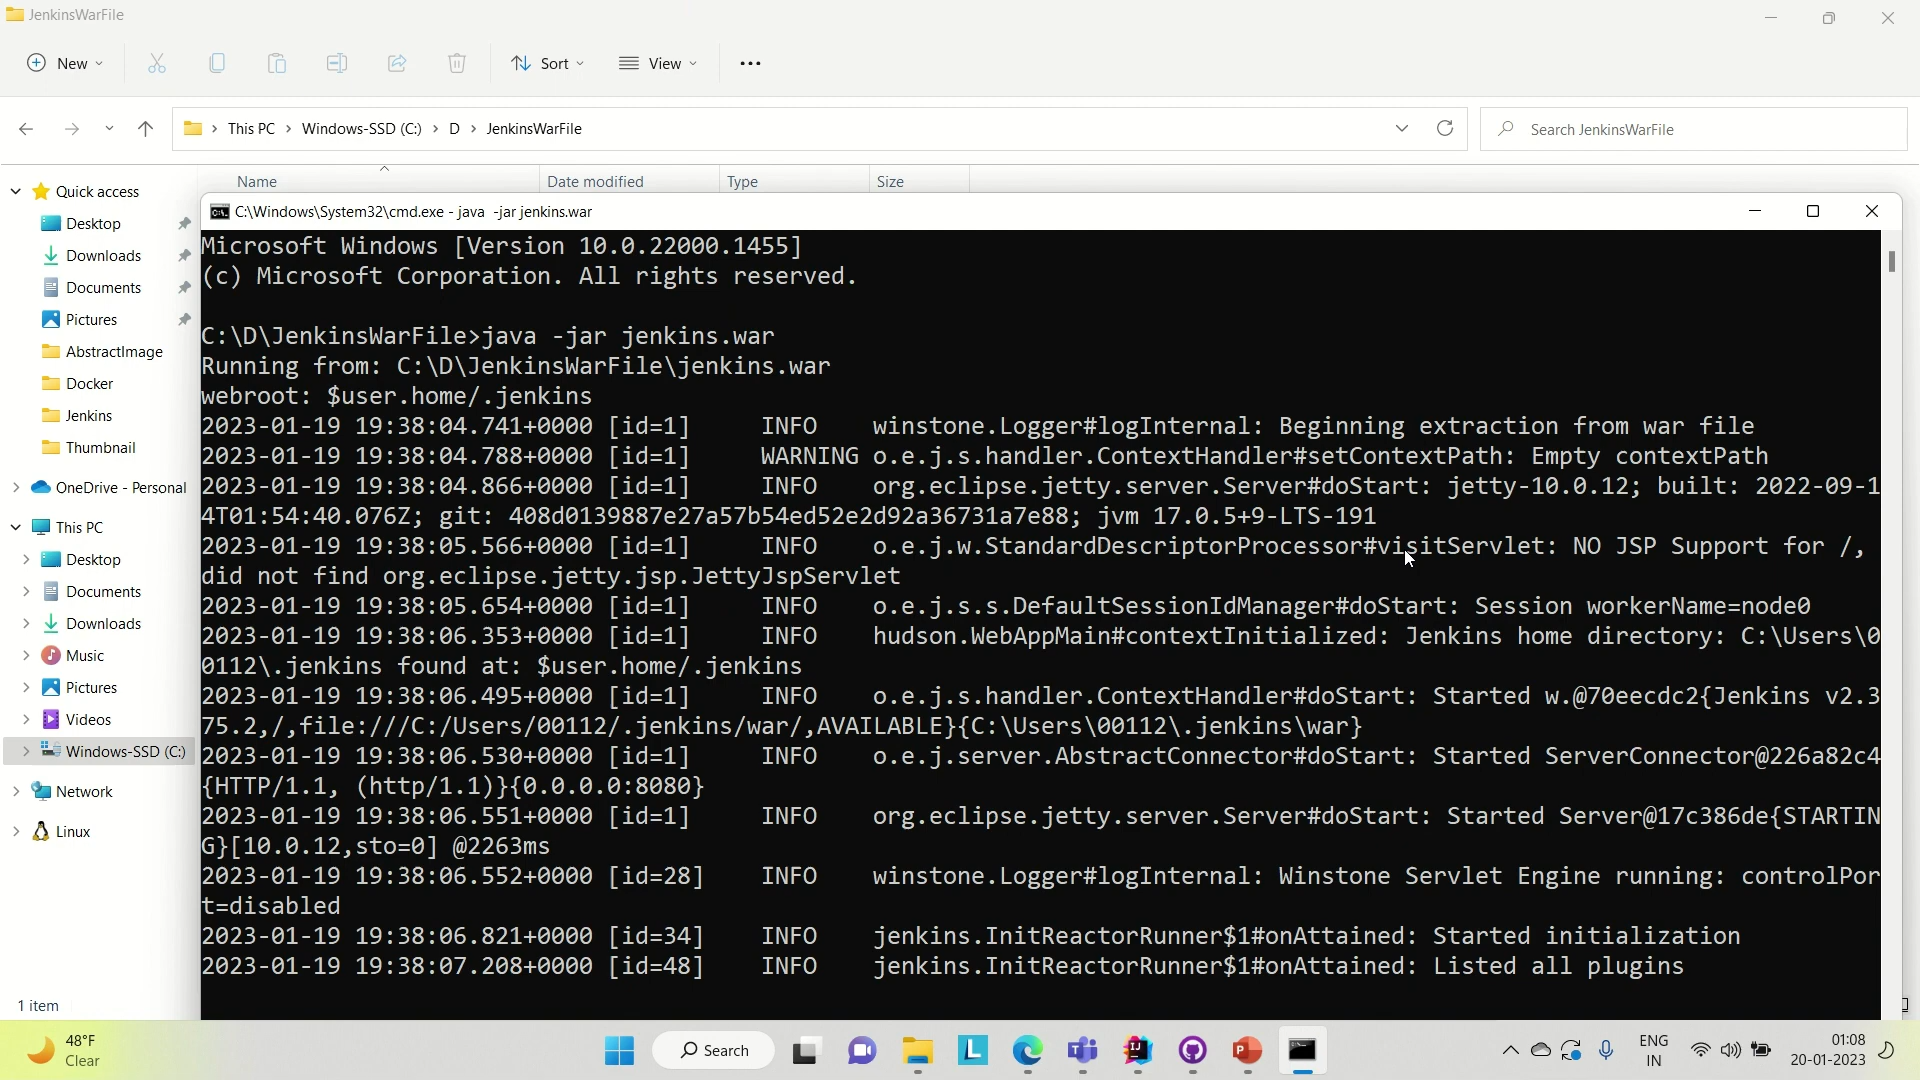 JenkinsWarFile
New
Sort
View
This PC > Windows-SSD (C:) > D > JenkinsWarFile
Search JenkinsWarFile
Name
Date modified
Type
Size
Quick access
Desktop
Downloads
Documents
Pictures
AbstractImage
Docker
Jenkins
Thumbnail
OneDrive - Personal
This PC
Desktop
Documents
Downloads
Music
Pictures
Videos
Windows-SSD (C:)
Network
Linux
1 item
C:\Windows\System32\cmd.exe - java -jar jenkins.war
Microsoft Windows [Version 10.0.22000.1455]
(c) Microsoft Corporation. All rights reserved.
C:\D\JenkinsWarFile>java -jar jenkins.war
Running from: C:\D\JenkinsWarFile\jenkins.war
webroot: $user.home/.jenkins
2023-01-19 19:38:04.741+0000 [id=1] INFO winstone.Logger#logInternal: Beginning extraction from war file
2023-01-19 19:38:04.788+0000 [id=1] WARNING o.e.j.s.handler.ContextHandler#setContextPath: Empty contextPath
2023-01-19 19:38:04.866+0000 [id=1] INFO org.eclipse.jetty.server.Server#doStart: jetty-10.0.12; built: 2022-09-1
4T01:54:40.076Z; git: 408d0139887e27a57b54ed52e2d92a36731a7e88; jvm 17.0.5+9-LTS-191
2023-01-19 19:38:05.566+0000 [id=1] INFO o.e.j.w.StandardDescriptorProcessor#visitServlet: NO JSP Support for /,
did not find org.eclipse.jetty.jsp.JettyJspServlet
2023-01-19 19:38:05.654+0000 [id=1] INFO o.e.j.s.s.DefaultSessionIdManager#doStart: Session workerName=node0
2023-01-19 19:38:06.353+0000 [id=1] INFO hudson.WebAppMain#contextInitialized: Jenkins home directory: C:\Users\0
0112\.jenkins found at: $user.home/.jenkins
2023-01-19 19:38:06.495+0000 [id=1] INFO o.e.j.s.handler.ContextHandler#doStart: Started w.@70eecdc2{Jenkins v2.3
75.2,/,file:///C:/Users/00112/.jenkins/war/,AVAILABLE}{C:\Users\00112\.jenkins\war}
2023-01-19 19:38:06.530+0000 [id=1] INFO o.e.j.server.AbstractConnector#doStart: Started ServerConnector@226a82c4
{HTTP/1.1, (http/1.1)}{0.0.0.0:8080}
2023-01-19 19:38:06.551+0000 [id=1] INFO org.eclipse.jetty.server.Server#doStart: Started Server@17c386de{STARTIN
G}[10.0.12,sto=0] @2263ms
2023-01-19 19:38:06.552+0000 [id=28] INFO winstone.Logger#logInternal: Winstone Servlet Engine running: controlPor
t=disabled
2023-01-19 19:38:06.821+0000 [id=34] INFO jenkins.InitReactorRunner$1#onAttained: Started initialization
2023-01-19 19:38:07.208+0000 [id=48] INFO jenkins.InitReactorRunner$1#onAttained: Listed all plugins
48°F
Clear
Search
ENG
IN
01:08
20-01-2023